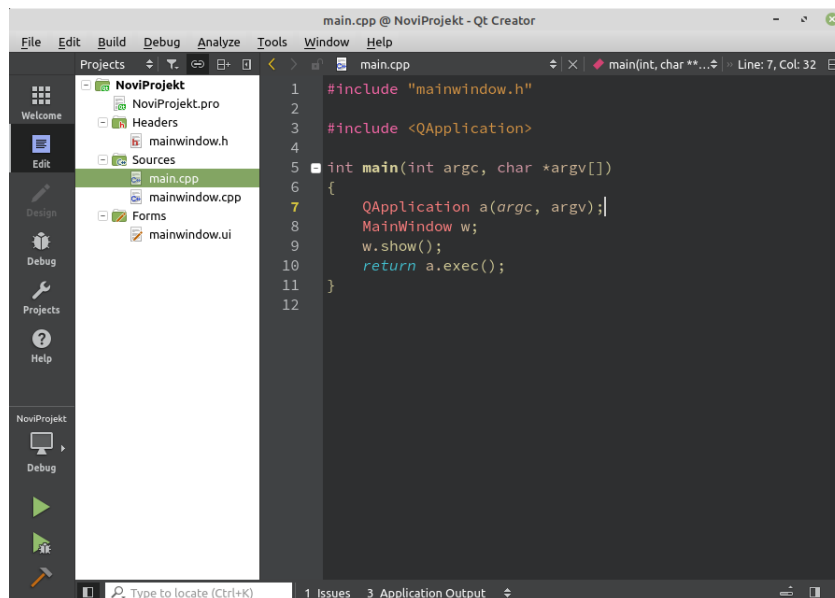 main.cpp @ NoviProjekt - Qt Creator
File Edit Build Debug Analyze Tools Window Help
Projects
main.cpp
main(int, char **...
Line: 7, Col: 32
Welcome
Edit
Design
Debug
Projects
Help
NoviProjekt
Debug
NoviProjekt
NoviProjekt.pro
Headers
mainwindow.h
Sources
main.cpp
mainwindow.cpp
Forms
mainwindow.ui
1 #include "mainwindow.h"
2
3 #include <QApplication>
4
5 int main(int argc, char *argv[])
6 {
7 QApplication a(argc, argv);
8 MainWindow w;
9 w.show();
10 return a.exec();
11 }
12
Type to locate (Ctrl+K)
1 Issues 3 Application Output